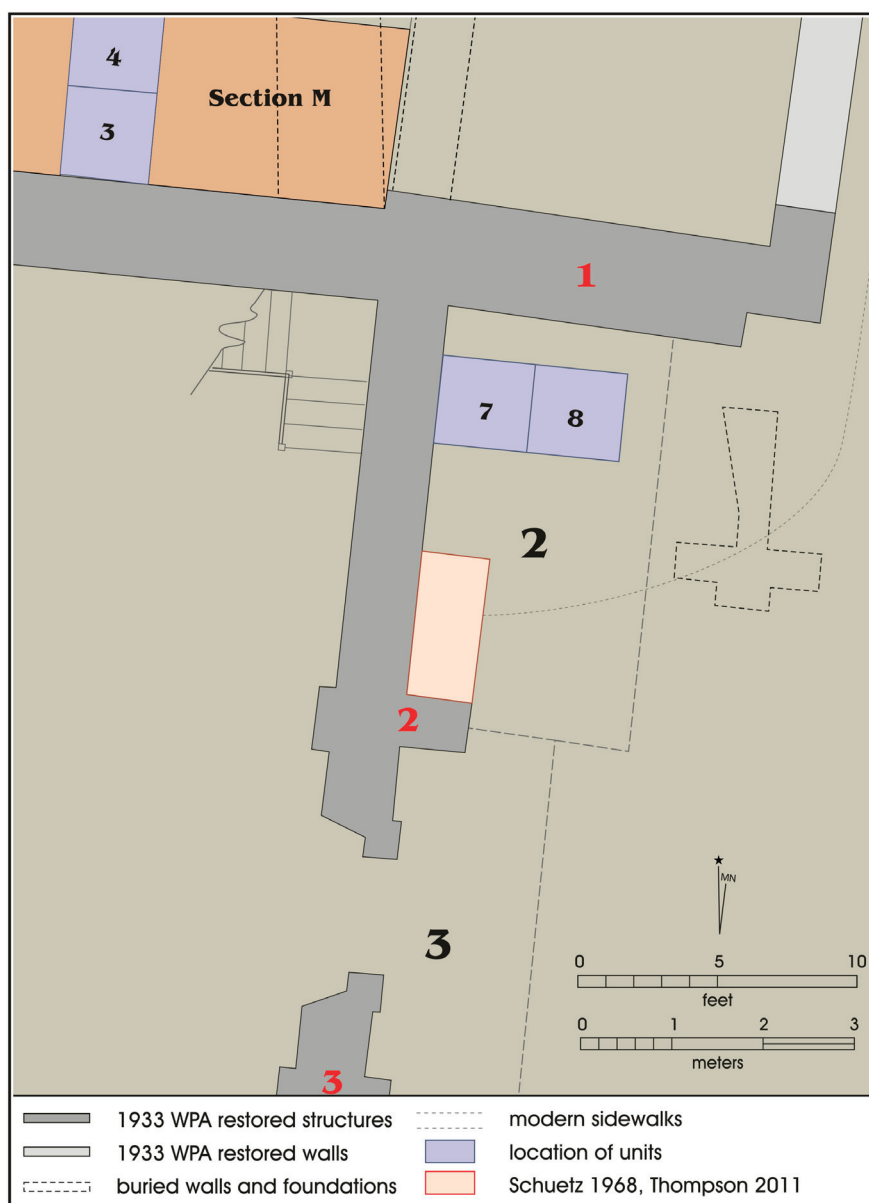 4
Section M
3
1
7
8
2
2
3
3
MN
0 5 10
feet
0 1 2 3
meters
1933 WPA restored structures
modern sidewalks
1933 WPA restored walls
location of units
buried walls and foundations
Schuetz 1968, Thompson 2011